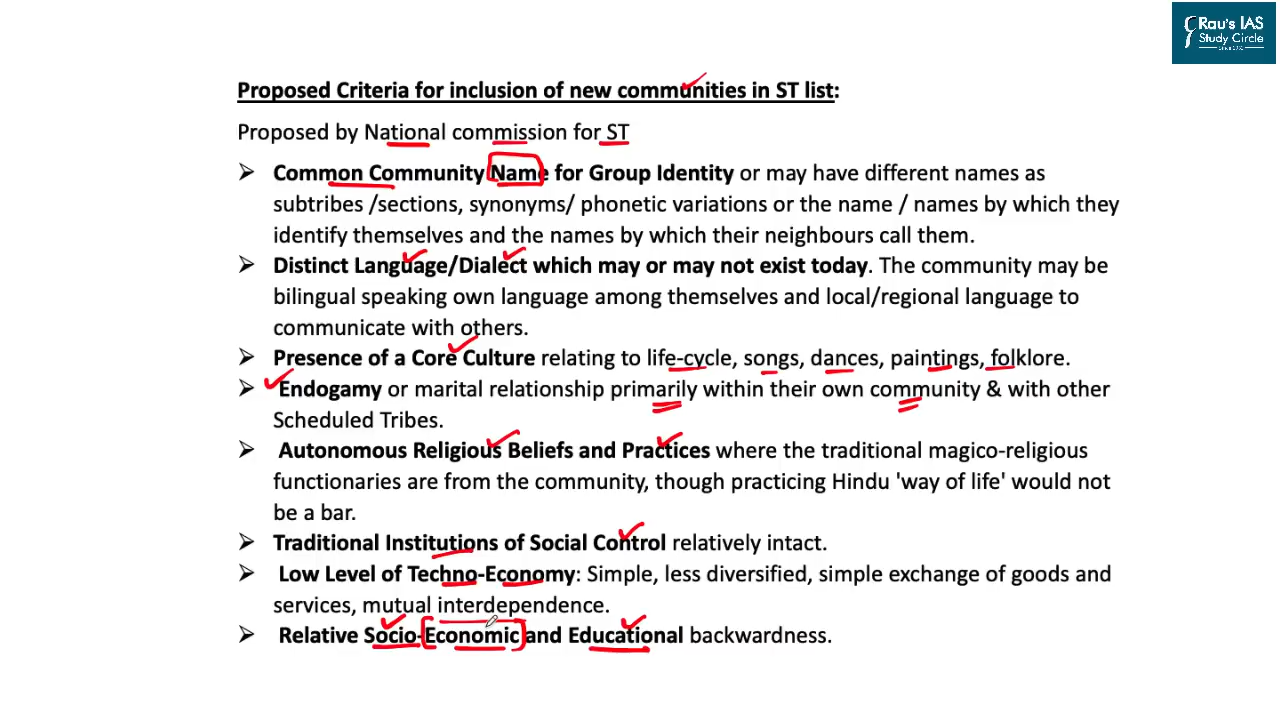 Rau's IAS
Study Circle
Proposed Criteria for inclusion of new communities in ST list:
Proposed by National commission for ST
➢ Common Community Name for Group Identity or may have different names as
subtribes /sections, synonyms/ phonetic variations or the name / names by which they
identify themselves and the names by which their neighbours call them.
➢ Distinct Language/Dialect which may or may not exist today. The community may be
bilingual speaking own language among themselves and local/regional language to
communicate with others.
➢ Presence of a Core Culture relating to life-cycle, songs, dances, paintings, folklore.
➢ Endogamy or marital relationship primarily within their own community & with other
Scheduled Tribes.
➢ Autonomous Religious Beliefs and Practices where the traditional magico-religious
functionaries are from the community, though practicing Hindu 'way of life' would not
be a bar.
➢ Traditional Institutions of Social Control relatively intact.
➢ Low Level of Techno-Economy: Simple, less diversified, simple exchange of goods and
services, mutual interdependence.
➢ Relative Socio-Economic and Educational backwardness.